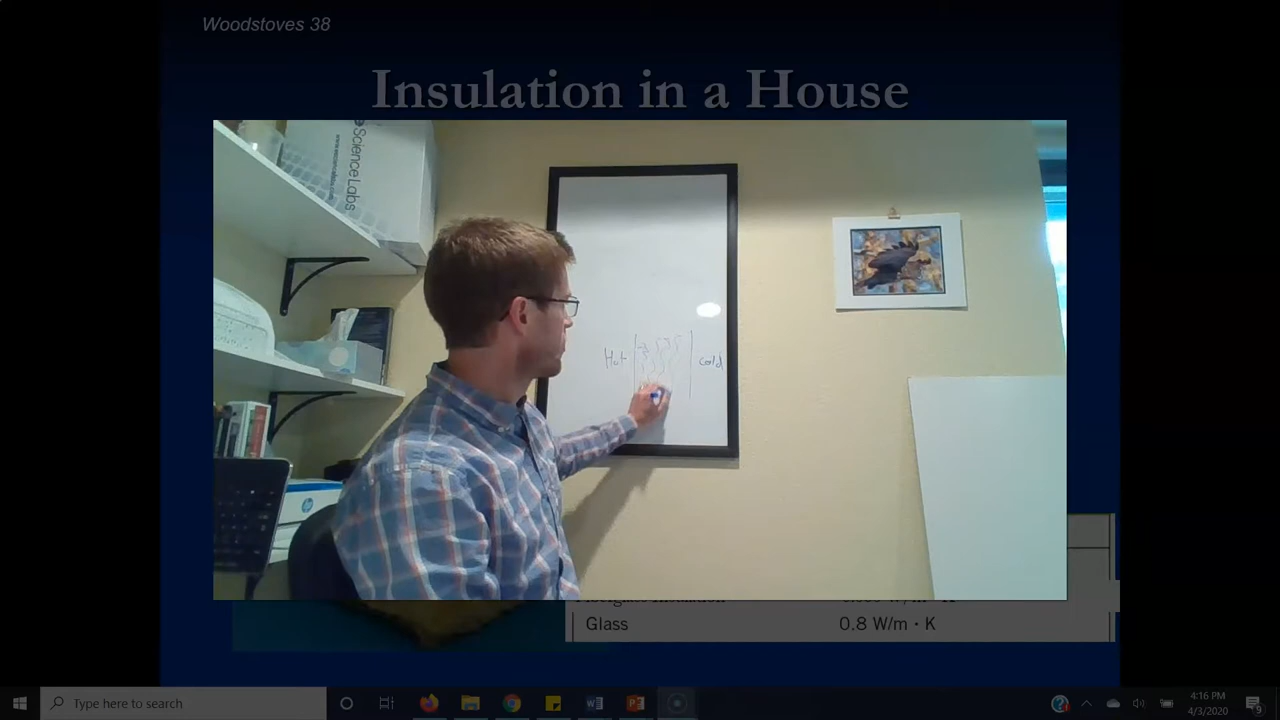 Woodstoves 38
Insulation in a House
Science Labs
Hot
cold
Glass 0.8 W/m · K
Type here to search
4:16 PM
4/3/2020
9